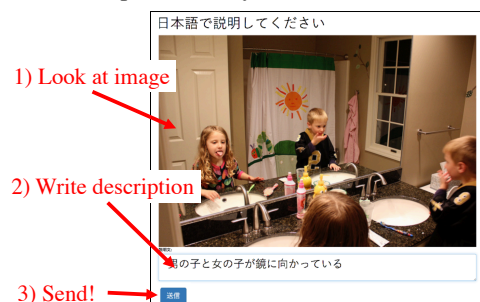 日本語で説明してください
1) Look at image
2) Write description
男の子と女の子が鏡に向かっている
3) Send!
送信